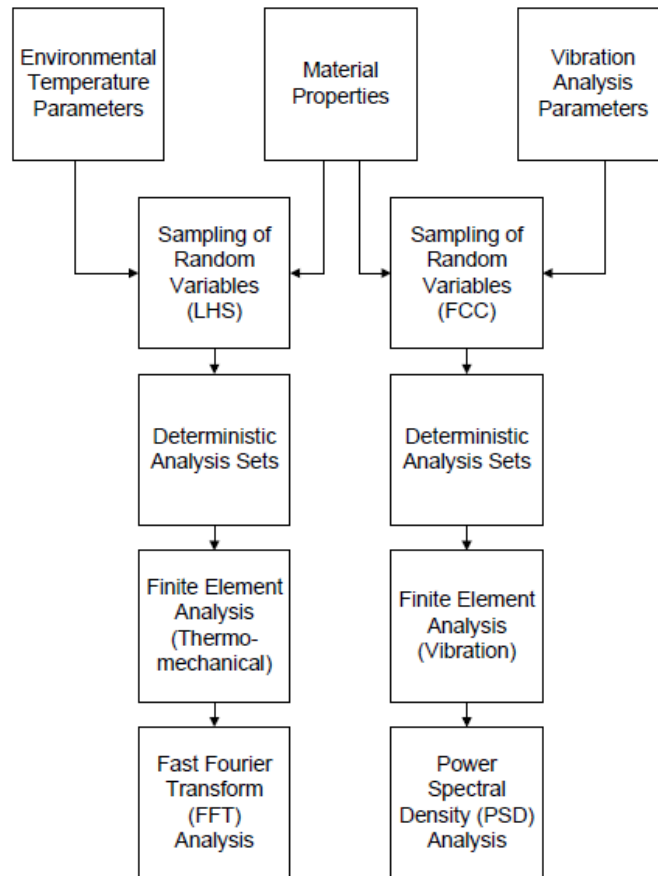 Environmental
Temperature
Parameters
Material
Properties
Vibration
Analysis
Parameters
Sampling of
Random
Variables
(LHS)
Sampling of
Random
Variables
(FCC)
Deterministic
Analysis Sets
Deterministic
Analysis Sets
Finite Element
Analysis
(Thermo-
mechanical)
Finite Element
Analysis
(Vibration)
Fast Fourier
Transform
(FFT)
Analysis
Power
Spectral
Density (PSD)
Analysis